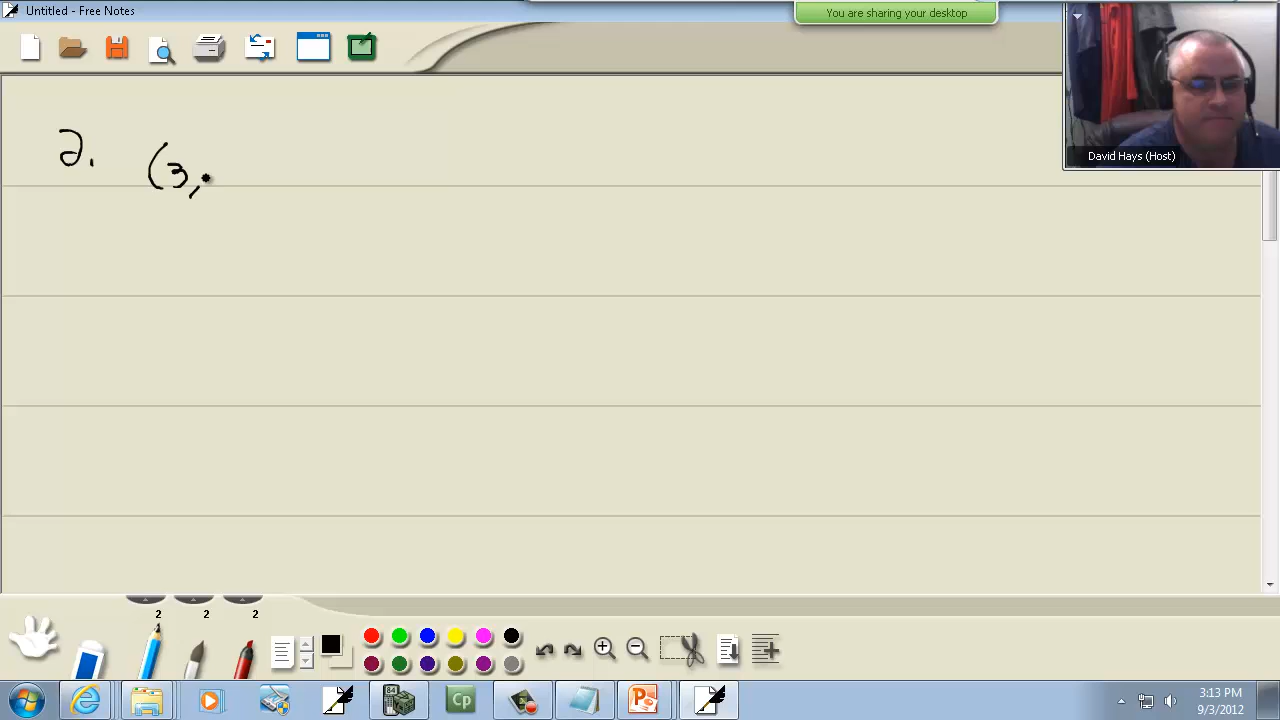 Untitled - Free Notes
You are sharing your desktop
David Hays (Host)
2. (3,
2 2 2
Cp
3:13 PM
9/3/2012